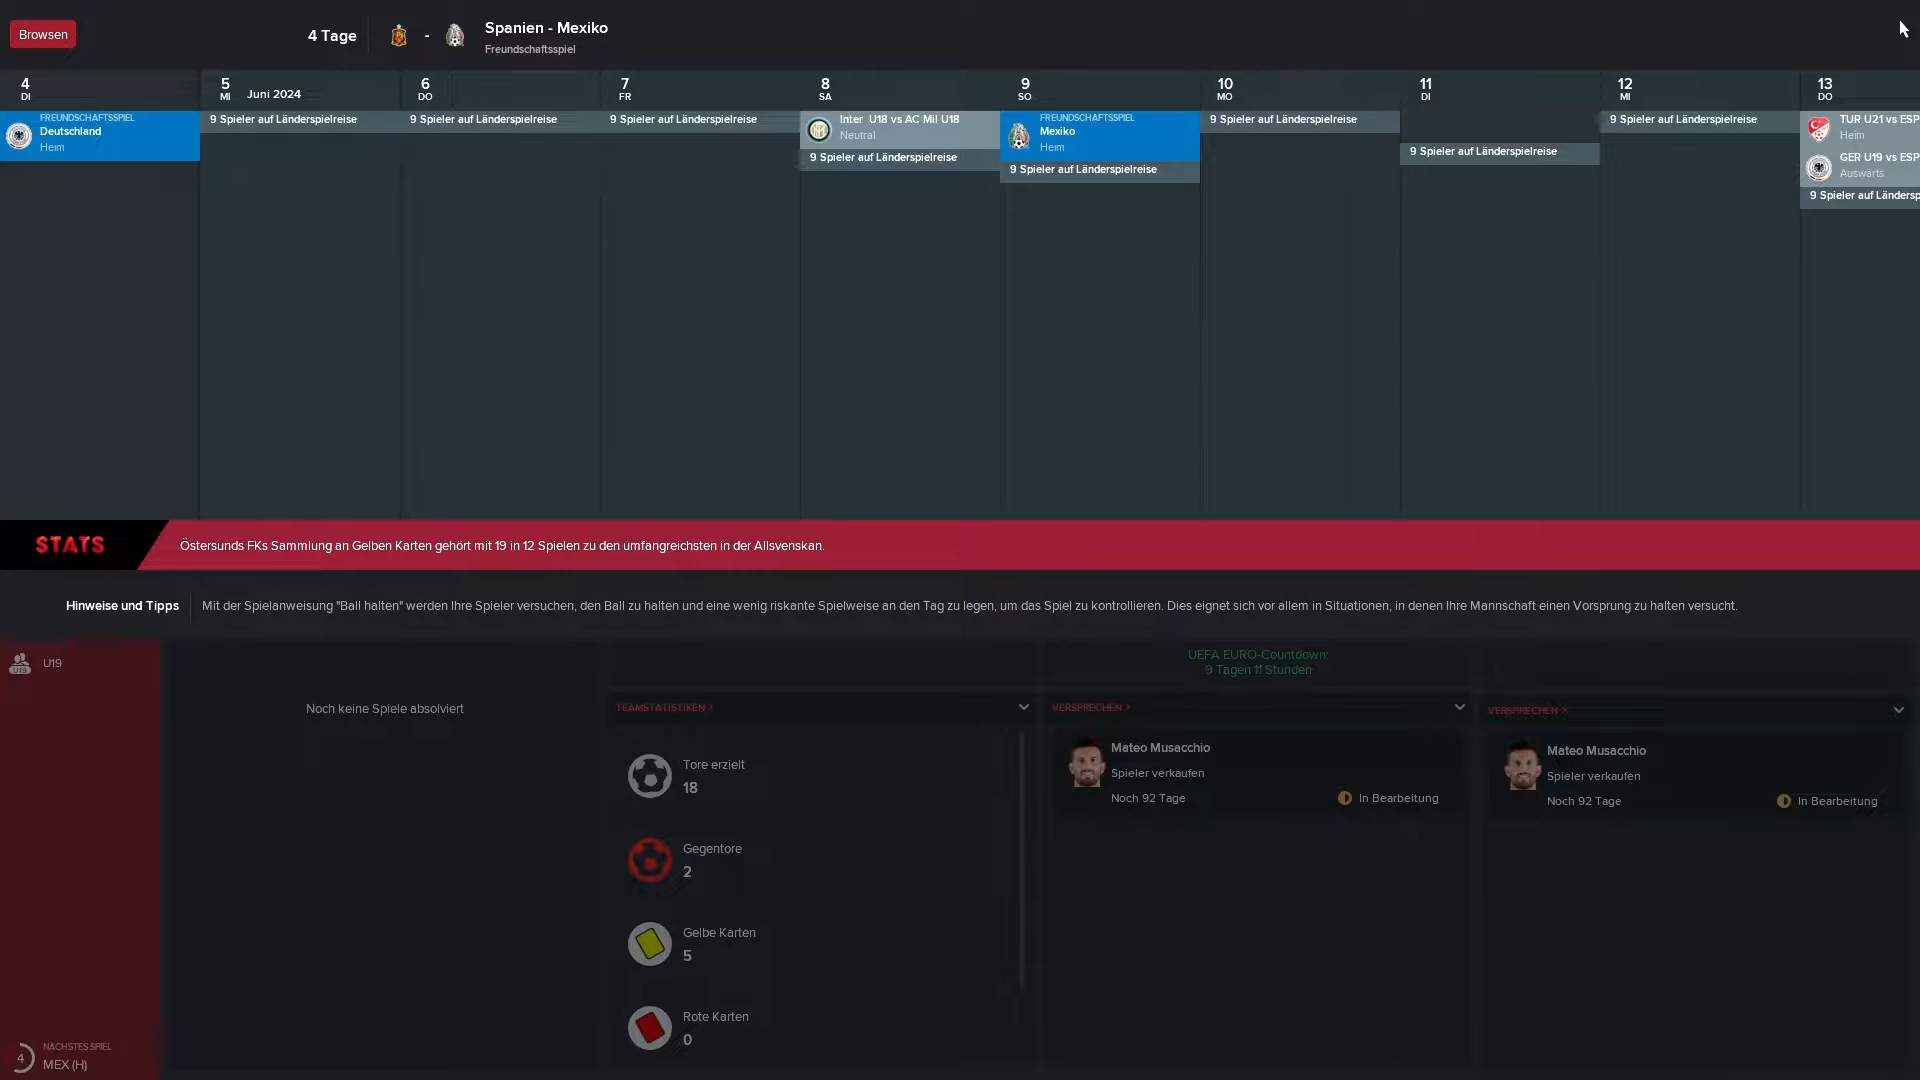 Browsen
4 Tage
-
Spanien - Mexiko
Freundschaftsspiel
4
DI
5
MI
Juni 2024
6
DO
7
FR
8
SA
9
SO
10
MO
11
DI
12
MI
13
DO
FREUNDSCHAFTSSPIEL
Deutschland
Heim
9 Spieler auf Länderspielreise
9 Spieler auf Länderspielreise
9 Spieler auf Länderspielreise
Inter U18 vs AC Mil U18
Neutral
9 Spieler auf Länderspielreise
FREUNDSCHAFTSSPIEL
Mexiko
Heim
9 Spieler auf Länderspielreise
9 Spieler auf Länderspielreise
9 Spieler auf Länderspielreise
9 Spieler auf Länderspielreise
TUR U21 vs ESP
Heim
GER U19 vs ESP
Auswärts
9 Spieler auf Ländersp
STATS
Östersunds FKs Sammlung an Gelben Karten gehört mit 19 in 12 Spielen zu den umfangreichsten in der Allsvenskan.
Hinweise und Tipps
Mit der Spielanweisung "Ball halten" werden Ihre Spieler versuchen, den Ball zu halten und eine wenig riskante Spielweise an den Tag zu legen, um das Spiel zu kontrollieren. Dies eignet sich vor allem in Situationen, in denen Ihre Mannschaft einen Vorsprung zu halten versucht.
U19
U19
Noch keine Spiele absolviert
TEAMSTATISTIKEN >
Tore erzielt
18
Gegentore
2
Gelbe Karten
5
Rote Karten
0
UEFA EURO-Countdown:
9 Tagen 11 Stunden
VERSPRECHEN >
Mateo Musacchio
Spieler verkaufen
Noch 92 Tage
In Bearbeitung
VERSPRECHEN >
Mateo Musacchio
Spieler verkaufen
Noch 92 Tage
In Bearbeitung
4
NÄCHSTES SPIEL
MEX (H)